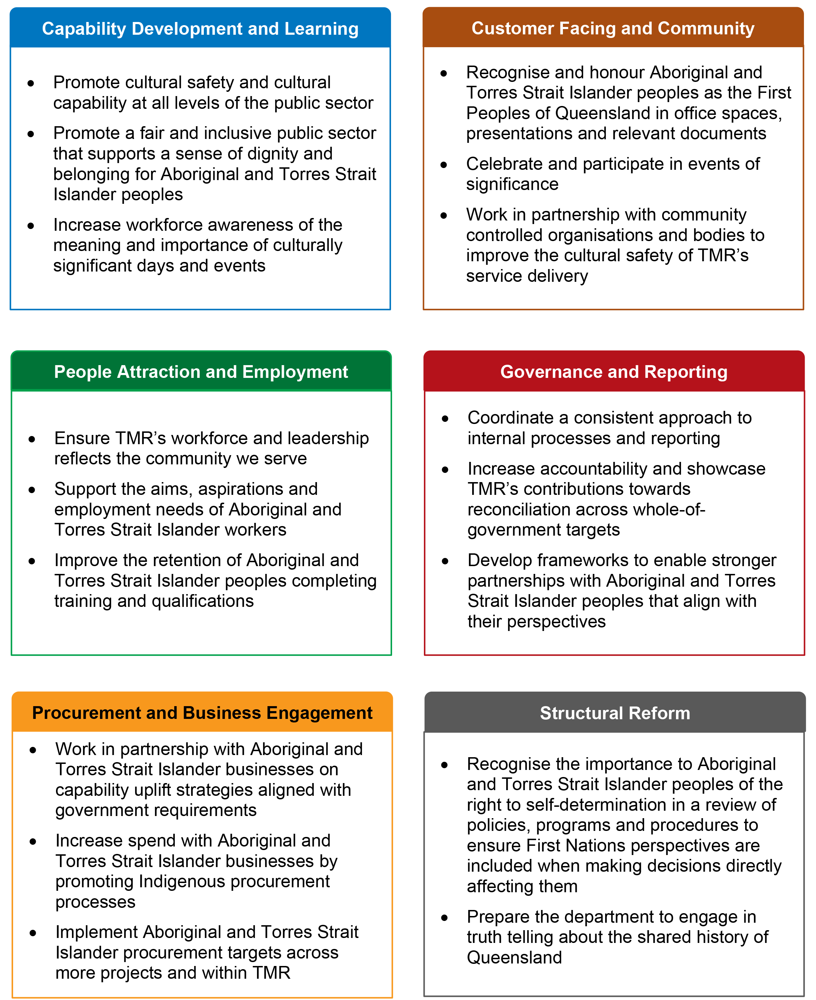 Capability Development and Learning
• Promote cultural safety and cultural
capability at all levels of the public sector
• Promote a fair and inclusive public sector
that supports a sense of dignity and
belonging for Aboriginal and Torres Strait
Islander peoples
• Increase workforce awareness of the
meaning and importance of culturally
significant days and events
Customer Facing and Community
• Recognise and honour Aboriginal and
Torres Strait Islander peoples as the First
Peoples of Queensland in office spaces,
presentations and relevant documents
• Celebrate and participate in events of
significance
• Work in partnership with community
controlled organisations and bodies to
improve the cultural safety of TMR’s
service delivery
People Attraction and Employment
• Ensure TMR’s workforce and leadership
reflects the community we serve
• Support the aims, aspirations and
employment needs of Aboriginal and
Torres Strait Islander workers
• Improve the retention of Aboriginal and
Torres Strait Islander peoples completing
training and qualifications
Governance and Reporting
• Coordinate a consistent approach to
internal processes and reporting
• Increase accountability and showcase
TMR’s contributions towards
reconciliation across whole-of-
government targets
• Develop frameworks to enable stronger
partnerships with Aboriginal and Torres
Strait Islander peoples that align with
their perspectives
Procurement and Business Engagement
• Work in partnership with Aboriginal and
Torres Strait Islander businesses on
capability uplift strategies aligned with
government requirements
• Increase spend with Aboriginal and
Torres Strait Islander businesses by
promoting Indigenous procurement
processes
• Implement Aboriginal and Torres Strait
Islander procurement targets across
more projects and within TMR
Structural Reform
• Recognise the importance to Aboriginal
and Torres Strait Islander peoples of the
right to self-determination in a review of
policies, programs and procedures to
ensure First Nations perspectives are
included when making decisions directly
affecting them
• Prepare the department to engage in
truth telling about the shared history of
Queensland